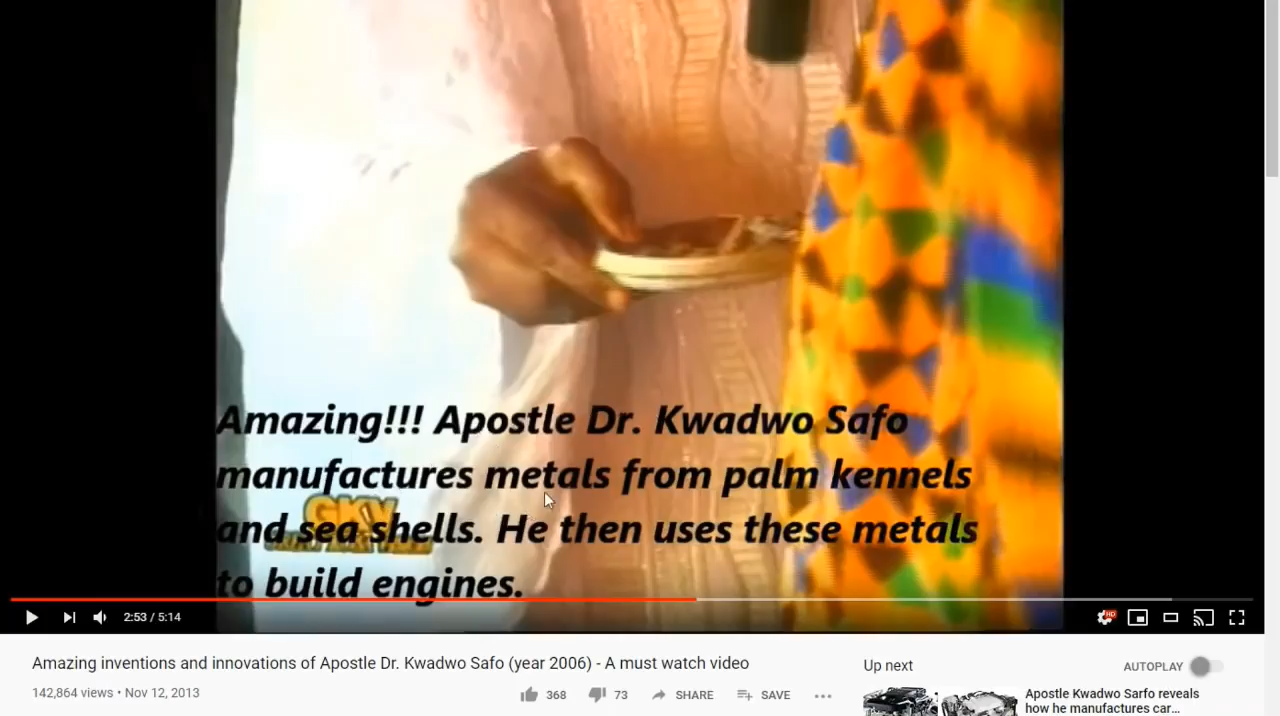 Amazing!!! Apostle Dr. Kwadwo Safo
manufactures metals from palm kennels
GKV
and sea shells. He then uses these metals
to build engines.
2:53 / 5:14
HD
Amazing inventions and innovations of Apostle Dr. Kwadwo Safo (year 2006) - A must watch video
142,864 views • Nov 12, 2013
368
73
SHARE
SAVE
Up next
AUTOPLAY
Apostle Kwadwo Sarfo reveals
how he manufactures car...